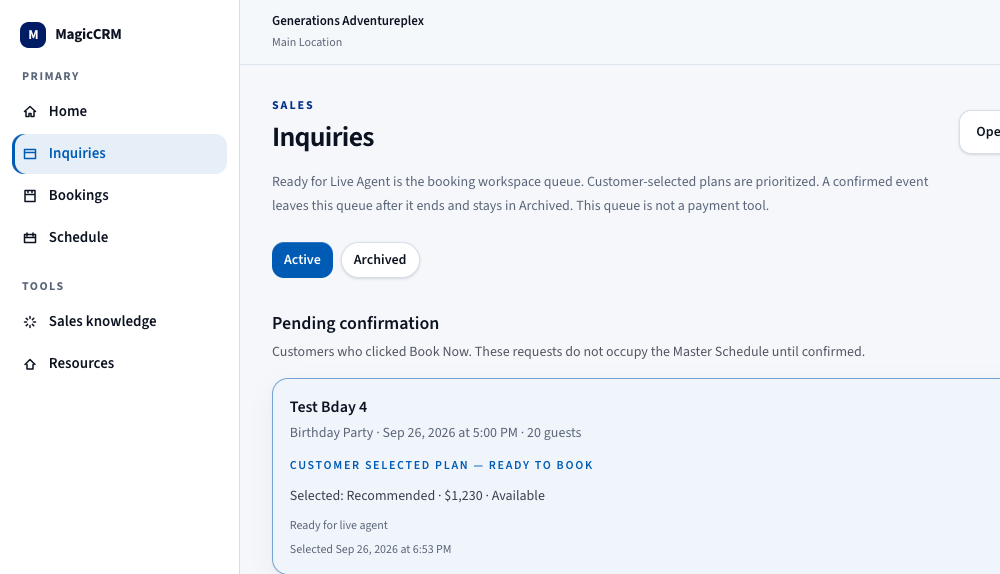 M MagicCRM
PRIMARY
Home
Inquiries
Bookings
Schedule
TOOLS
Sales knowledge
Resources
Generations Adventureplex
Main Location
SALES
Inquiries
Ope
Ready for Live Agent is the booking workspace queue. Customer-selected plans are prioritized. A confirmed event
leaves this queue after it ends and stays in Archived. This queue is not a payment tool.
Active
Archived
Pending confirmation
Customers who clicked Book Now. These requests do not occupy the Master Schedule until confirmed.
Test Bday 4
Birthday Party · Sep 26, 2026 at 5:00 PM · 20 guests
CUSTOMER SELECTED PLAN — READY TO BOOK
Selected: Recommended · $1,230 · Available
Ready for live agent
Selected Sep 26, 2026 at 6:53 PM